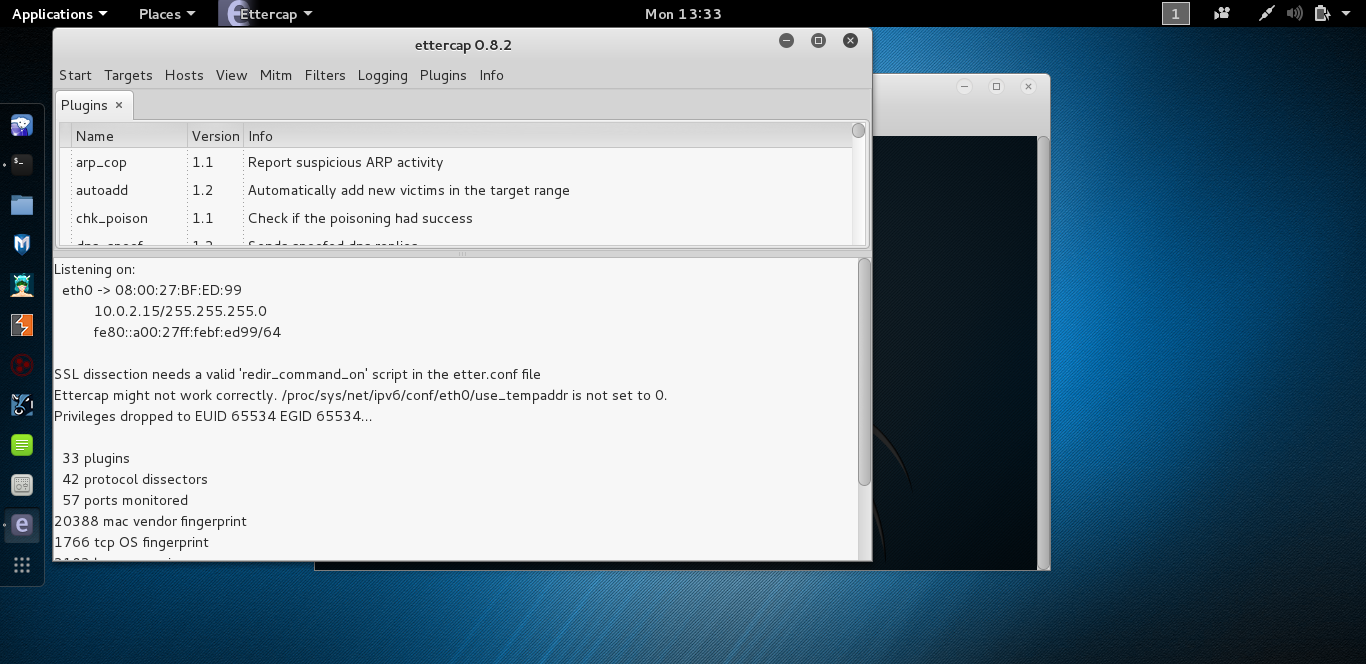 Applications Places Ettercap Mon 13:33 1
ettercap 0.8.2
Start Targets Hosts View Mitm Filters Logging Plugins Info
Plugins ×
Name Version Info
arp_cop 1.1 Report suspicious ARP activity
autoadd 1.2 Automatically add new victims in the target range
chk_poison 1.1 Check if the poisoning had success
dns_spoof Sends spoofed dns replies
Listening on:
eth0 -> 08:00:27:BF:ED:99
10.0.2.15/255.255.255.0
fe80::a00:27ff:febf:ed99/64
SSL dissection needs a valid 'redir_command_on' script in the etter.conf file
Ettercap might not work correctly. /proc/sys/net/ipv6/conf/eth0/use_tempaddr is not set to 0.
Privileges dropped to EUID 65534 EGID 65534...
33 plugins
42 protocol dissectors
57 ports monitored
20388 mac vendor fingerprint
1766 tcp OS fingerprint